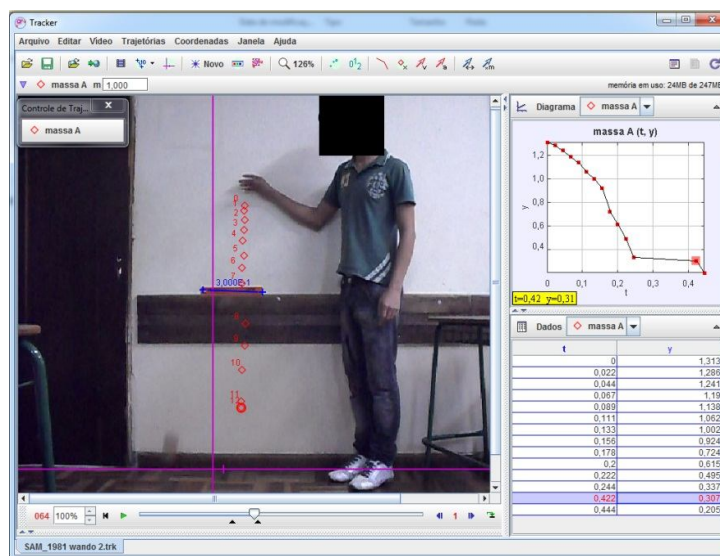 Tracker
Arquivo Editar Vídeo Trajetórias Coordenadas Janela Ajuda
Novo 126%
massa A m 1,000
memória em uso: 24MB de 247MB
Controle de Traj... X
massa A
0
1
2
3
4
5
6
7
3,000E-1
8
9
10
11
12
Diagrama massa A
massa A (t, y)
1,2
1,0
0,8
0,6
0,4
y
0 0,1 0,2 0,3 0,4
t
t=0,42 y=0,31
Dados massa A
t y
0 1,313
0,022 1,286
0,044 1,241
0,067 1,19
0,089 1,138
0,111 1,062
0,133 1,002
0,156 0,924
0,178 0,724
0,2 0,615
0,222 0,495
0,244 0,337
0,422 0,307
0,444 0,205
064 100% 1
SAM_1981 wando 2.trk